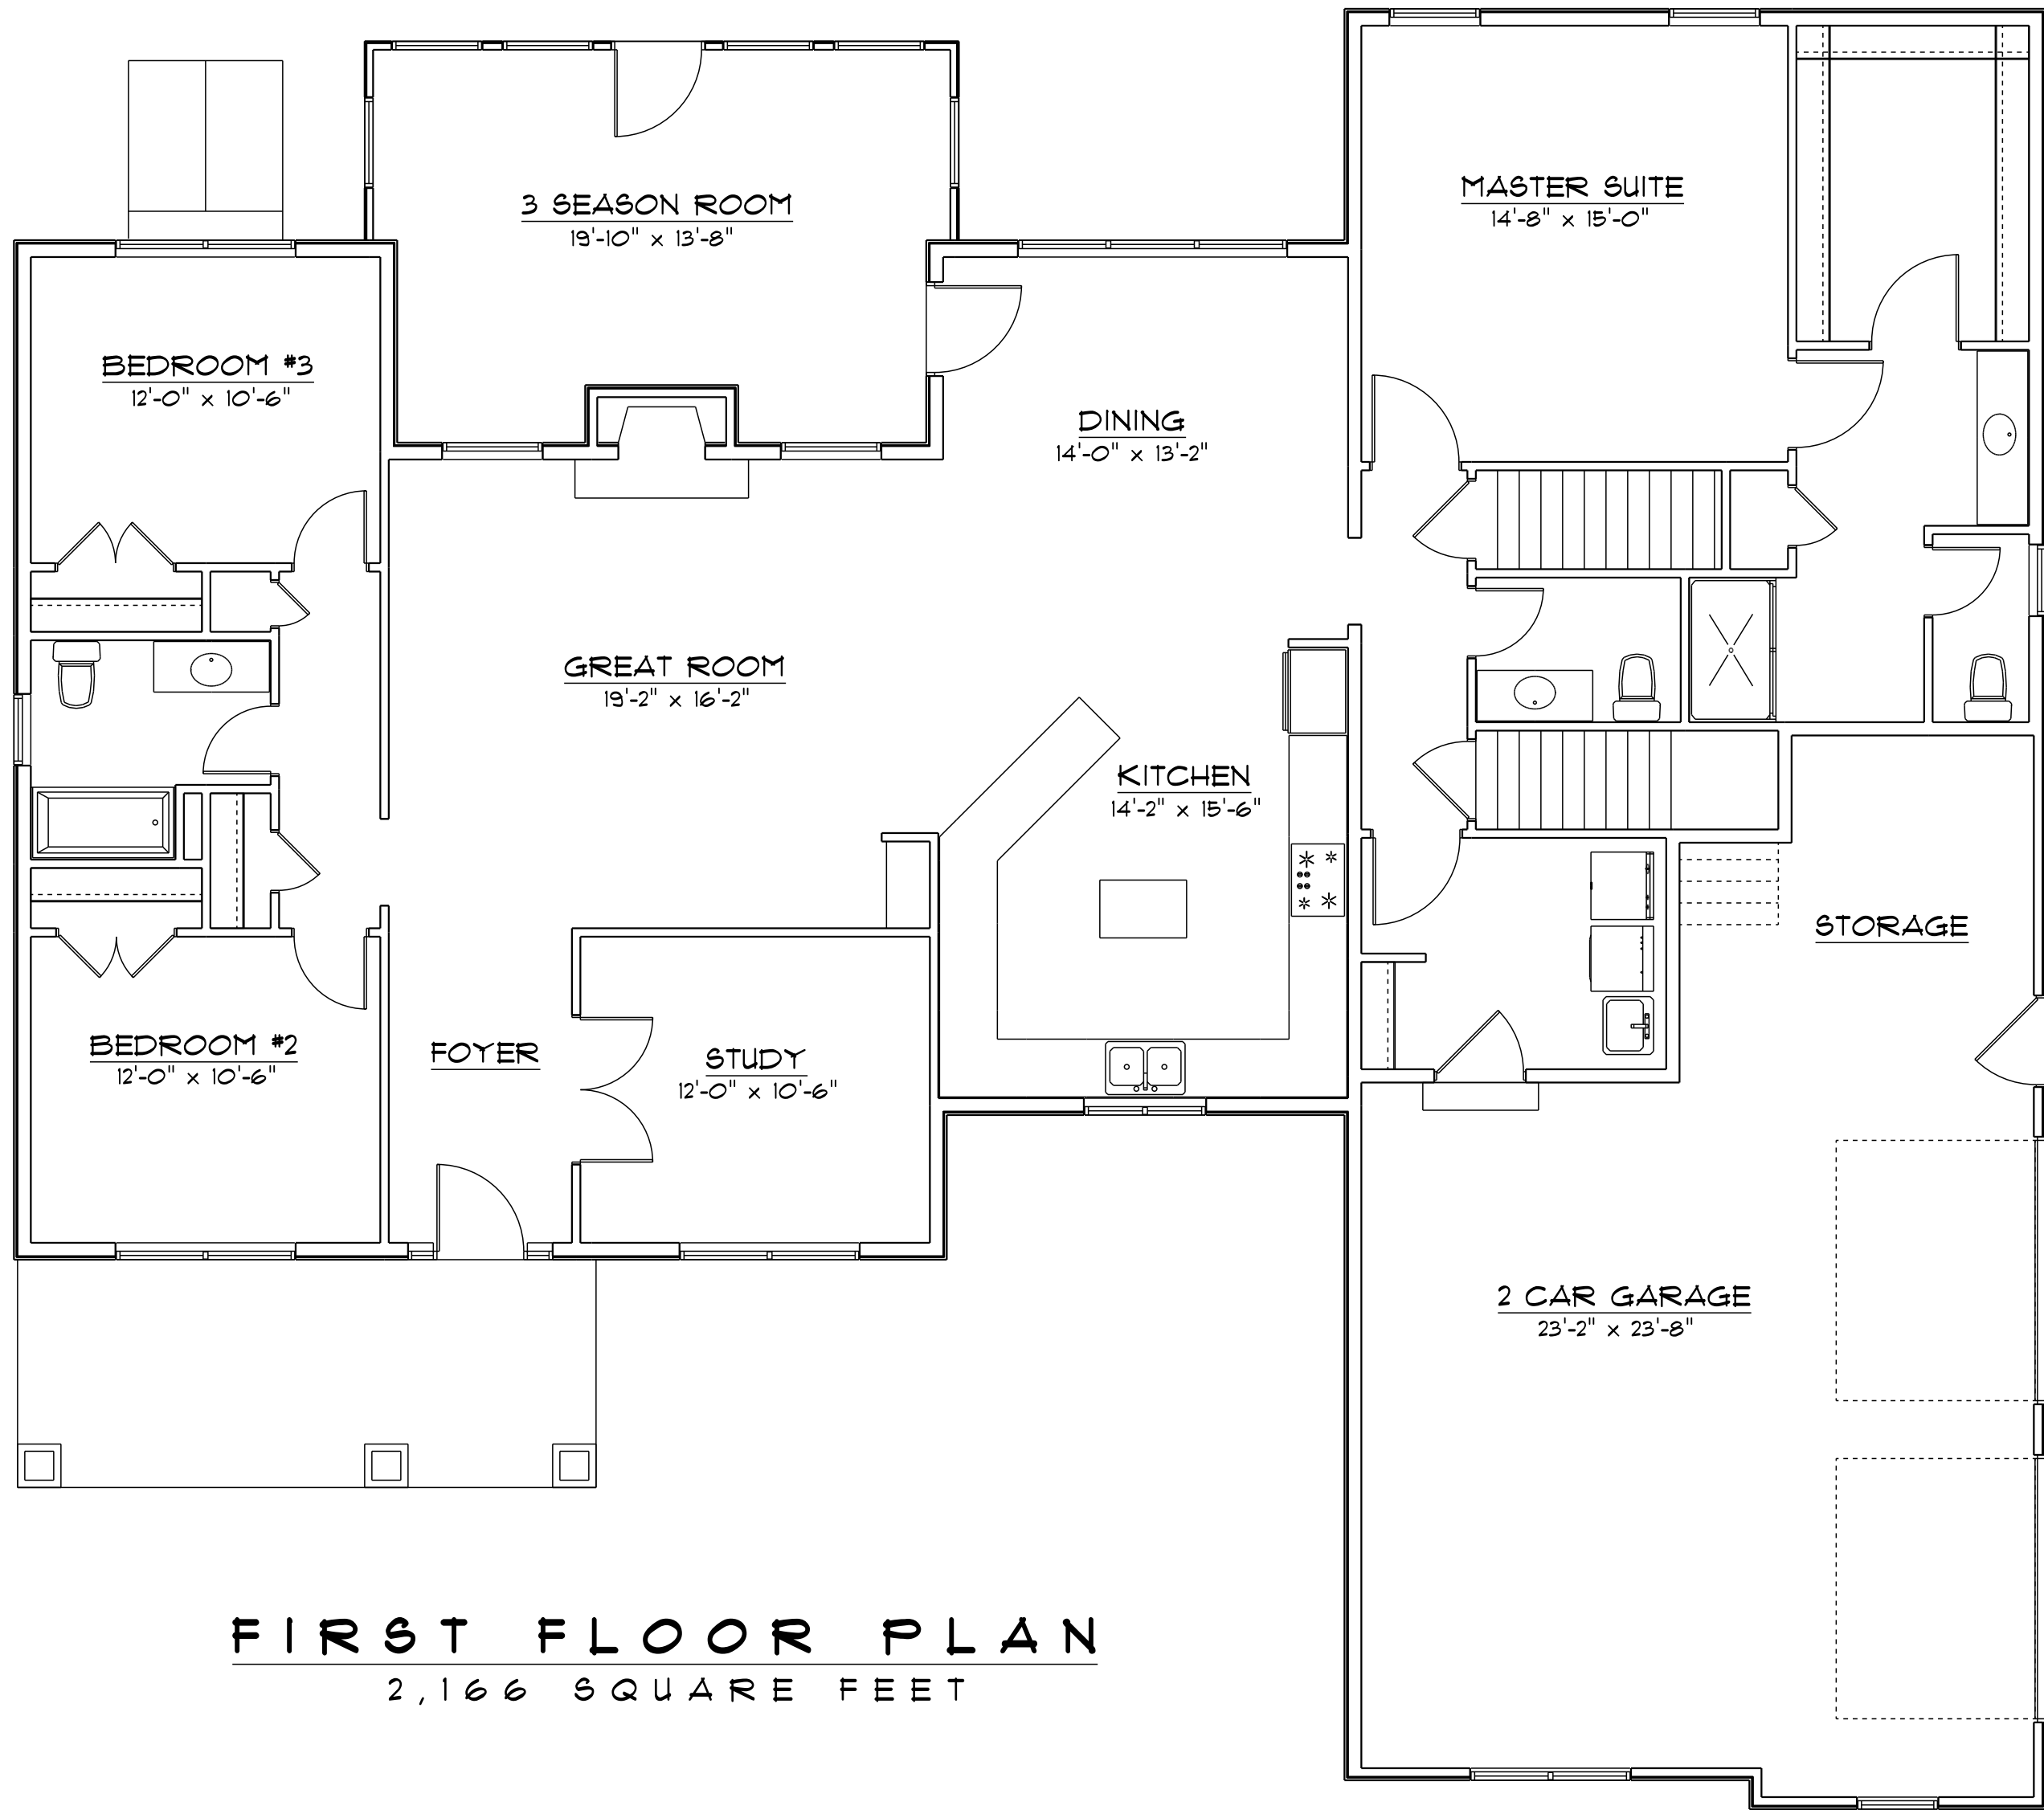 3 SEASON ROOM
19'-10" x 13'-8"
MASTER SUITE
14'-8" x 15'-0"
BEDROOM #3
12'-0" x 10'-6"
DINING
14'-0" x 13'-2"
GREAT ROOM
19'-2" x 16'-2"
KITCHEN
14'-2" x 15'-6"
STORAGE
BEDROOM #2
12'-0" x 10'-6"
FOYER
STUDY
12'-0" x 10'-6"
2 CAR GARAGE
23'-2" x 23'-8"
FIRST FLOOR PLAN
2,166 SQUARE FEET